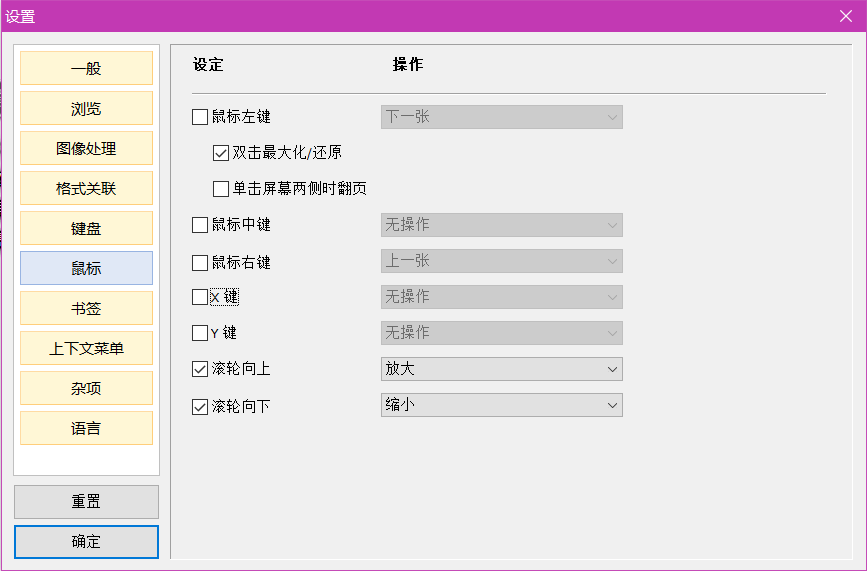 设置
一般
浏览
图像处理
格式关联
键盘
鼠标
书签
上下文菜单
杂项
语言
重置
确定
设定 操作
鼠标左键 下一张
双击最大化/还原
单击屏幕两侧时翻页
鼠标中键 无操作
鼠标右键 上一张
X 键 无操作
Y 键 无操作
滚轮向上 放大
滚轮向下 缩小